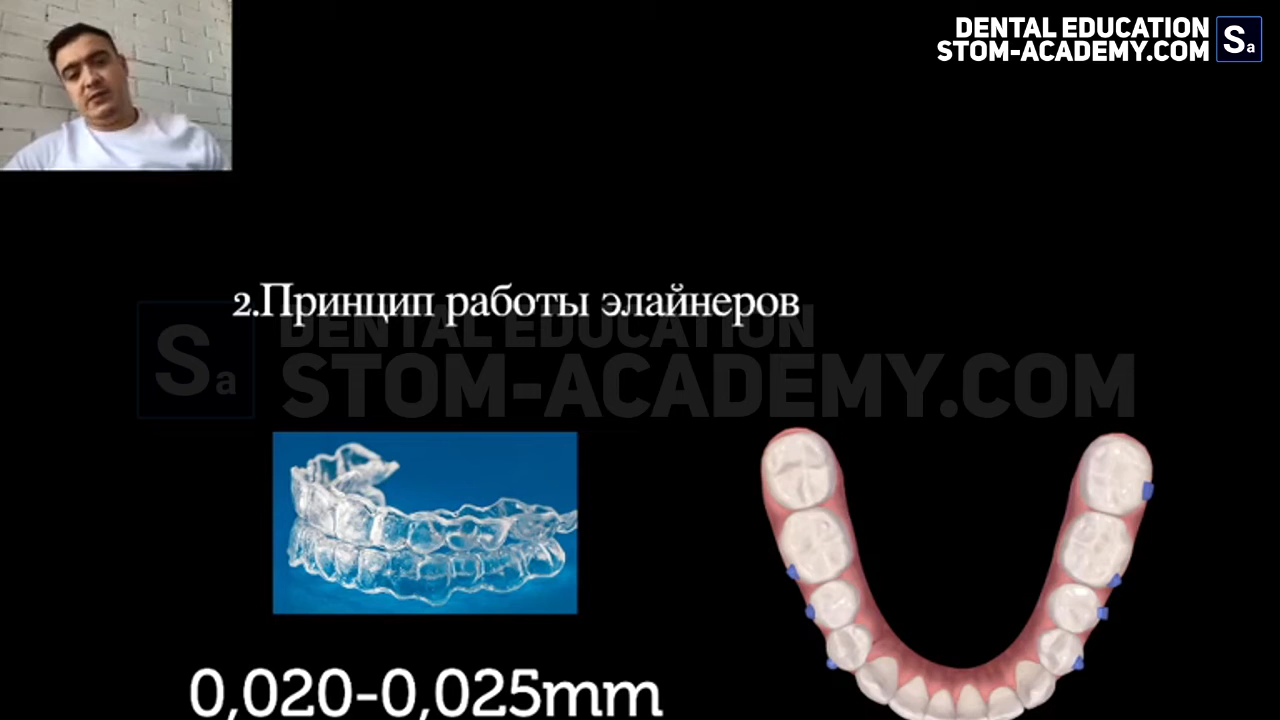 DENTAL EDUCATION
STOM-ACADEMY.COM
Sa
2.Принцип работы элайнеров
Sa
DENTAL EDUCATION
STOM-ACADEMY.COM
0,020-0,025mm